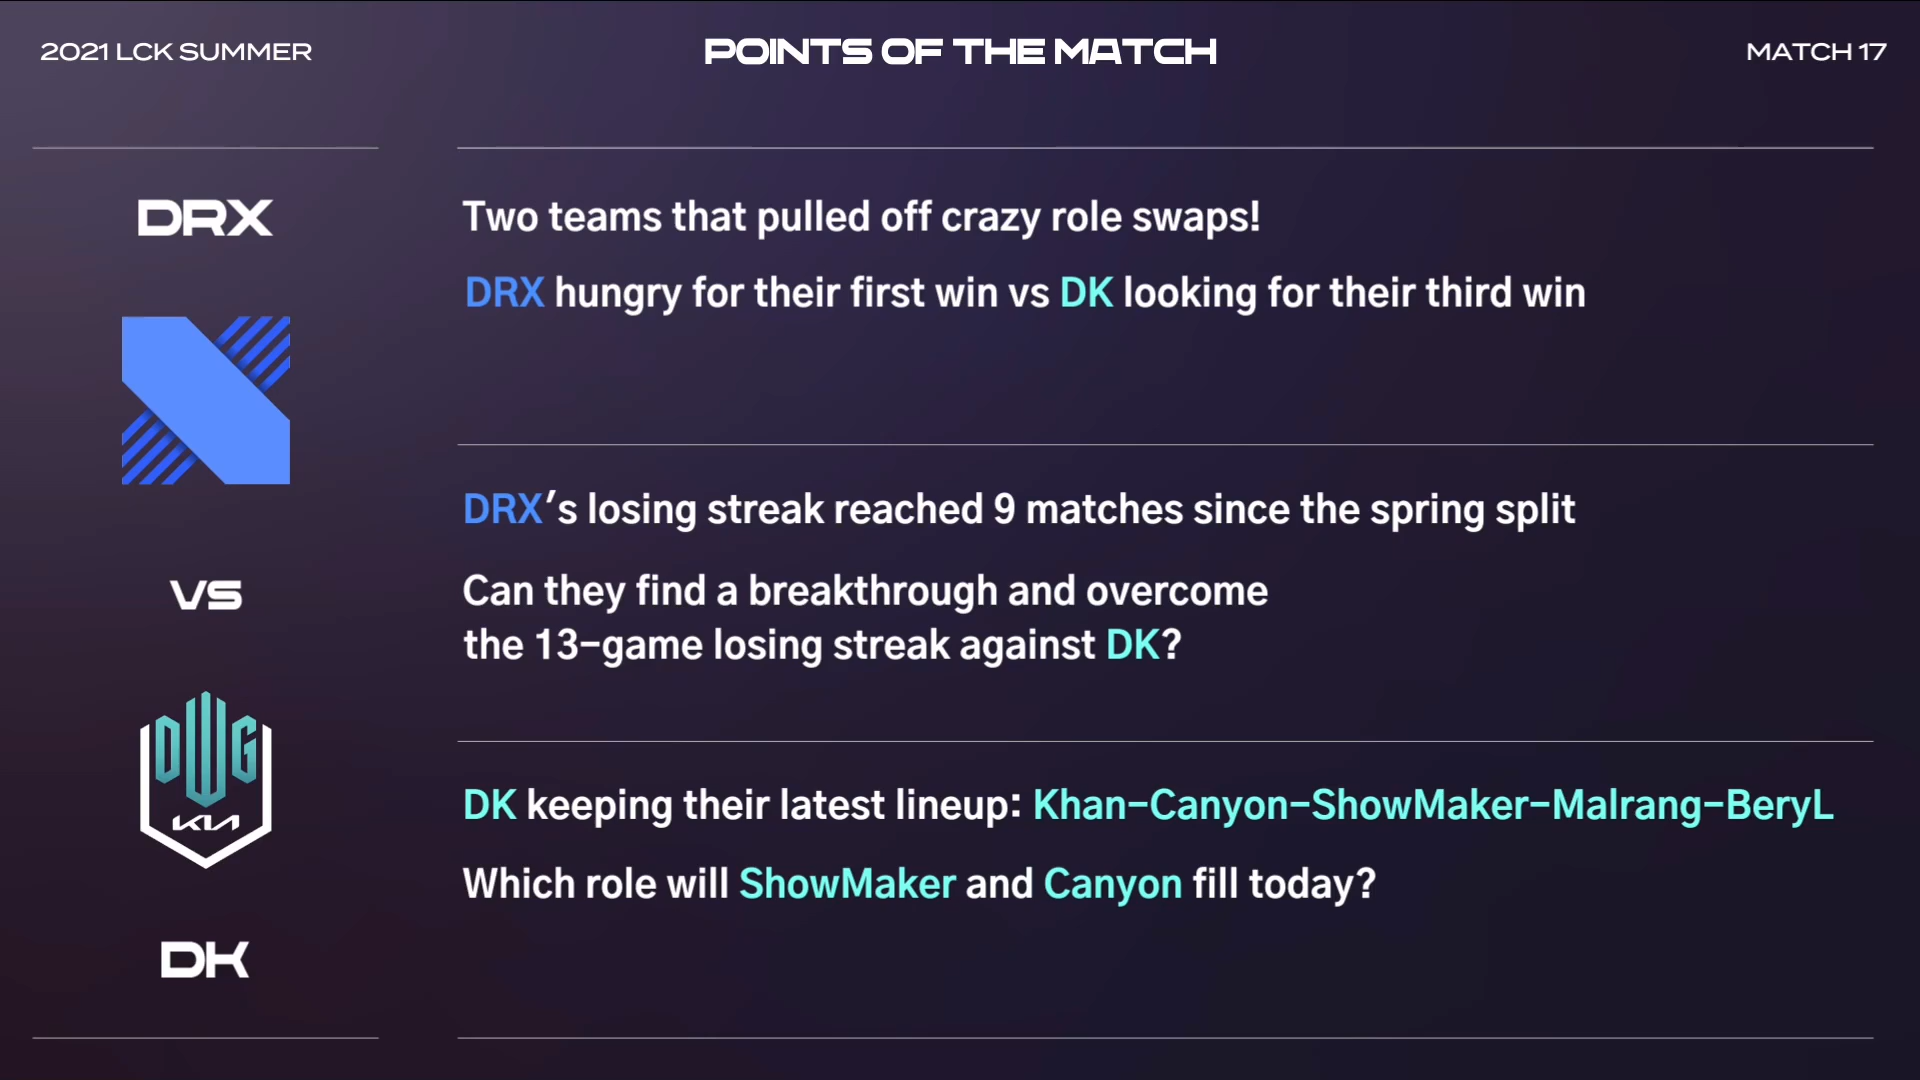 2021 LCK SUMMER
POINTS OF THE MATCH
MATCH 17
DRX
VS
DWG
KIA
DK
Two teams that pulled off crazy role swaps!
DRX hungry for their first win vs DK looking for their third win
DRX's losing streak reached 9 matches since the spring split
Can they find a breakthrough and overcome
the 13-game losing streak against DK?
DK keeping their latest lineup: Khan-Canyon-ShowMaker-Malrang-BeryL
Which role will ShowMaker and Canyon fill today?